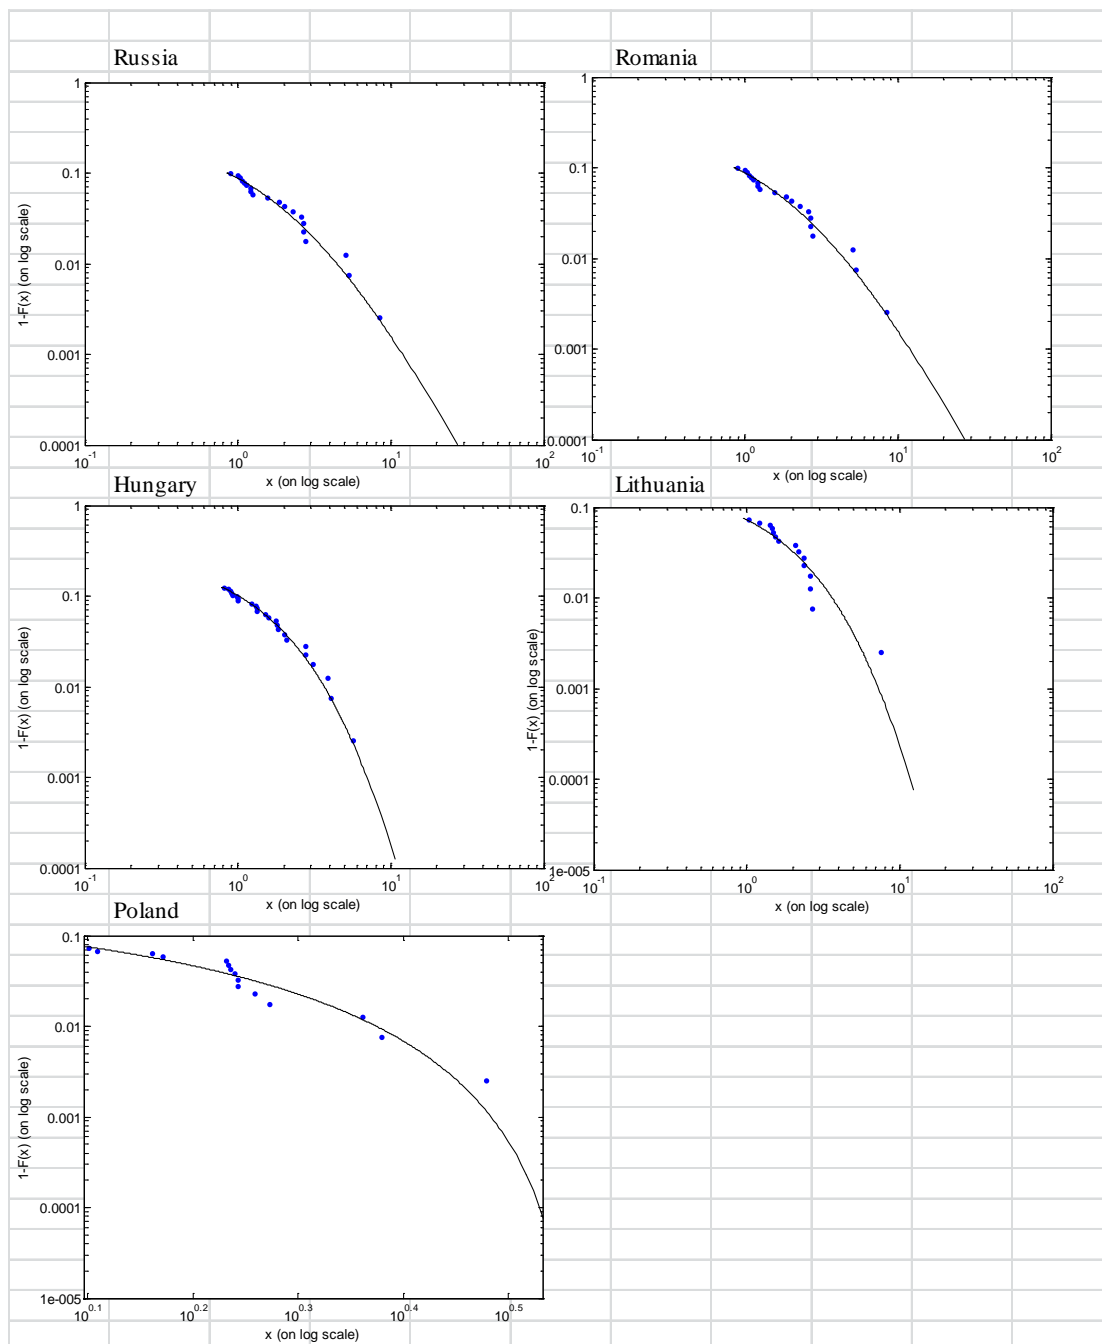 Russia
Romania
1
0.1
0.01
0.001
0.0001
1-F(x) (on log scale)
10^-1
10^0
10^1
10^2
x (on log scale)
1
0.1
0.01
0.001
0.0001
10^-1
10^0
10^1
10^2
x (on log scale)
Hungary
Lithuania
1
0.1
0.01
0.001
0.0001
1-F(x) (on log scale)
10^-1
10^0
10^1
10^2
x (on log scale)
0.1
0.01
0.001
0.0001
1e-005
1-F(x) (on log scale)
10^-1
10^0
10^1
10^2
x (on log scale)
Poland
0.1
0.01
0.001
0.0001
1e-005
1-F(x) (on log scale)
10^0.1
10^0.2
10^0.3
10^0.4
10^0.5
x (on log scale)